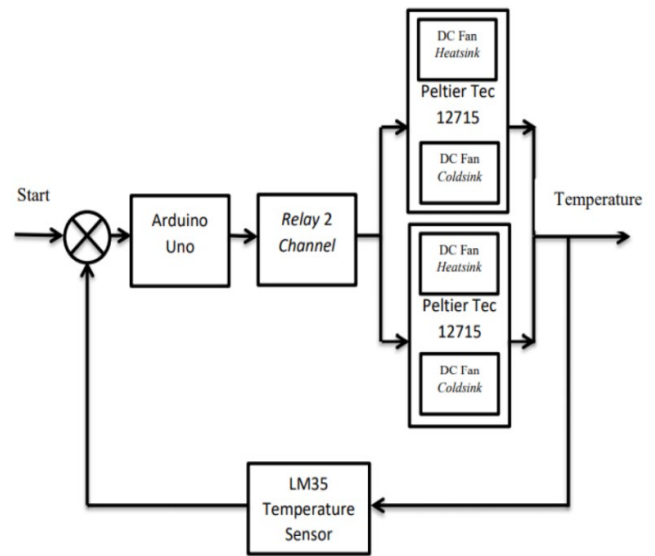 Start
Arduino
Uno
Relay 2
Channel
DC Fan
Heatsink
Peltier Tec
12715
DC Fan
Coldsink
DC Fan
Heatsink
Peltier Tec
12715
DC Fan
Coldsink
Temperature
LM35
Temperature
Sensor